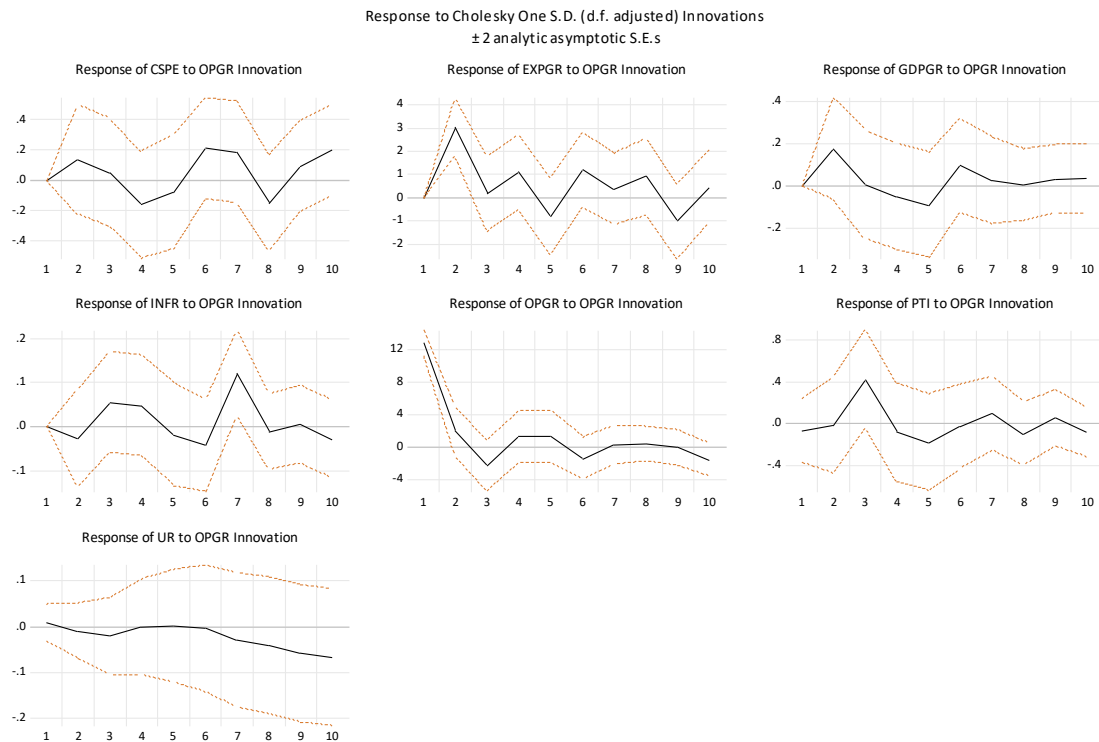 Response to Cholesky One S.D. (d.f. adjusted) Innovations
± 2 analytic asymptotic S.E.s
Response of CSPE to OPGR Innovation
.4
.2
.0
-.2
-.4
1 2 3 4 5 6 7 8 9 10
Response of EXPGR to OPGR Innovation
4
3
2
1
0
-1
-2
1 2 3 4 5 6 7 8 9 10
Response of GDPGR to OPGR Innovation
.4
.2
.0
-.2
1 2 3 4 5 6 7 8 9 10
Response of INFR to OPGR Innovation
.2
.1
.0
-.1
1 2 3 4 5 6 7 8 9 10
Response of OPGR to OPGR Innovation
12
8
4
0
-4
1 2 3 4 5 6 7 8 9 10
Response of PTI to OPGR Innovation
.8
.4
.0
-.4
1 2 3 4 5 6 7 8 9 10
Response of UR to OPGR Innovation
.1
.0
-.1
-.2
1 2 3 4 5 6 7 8 9 10